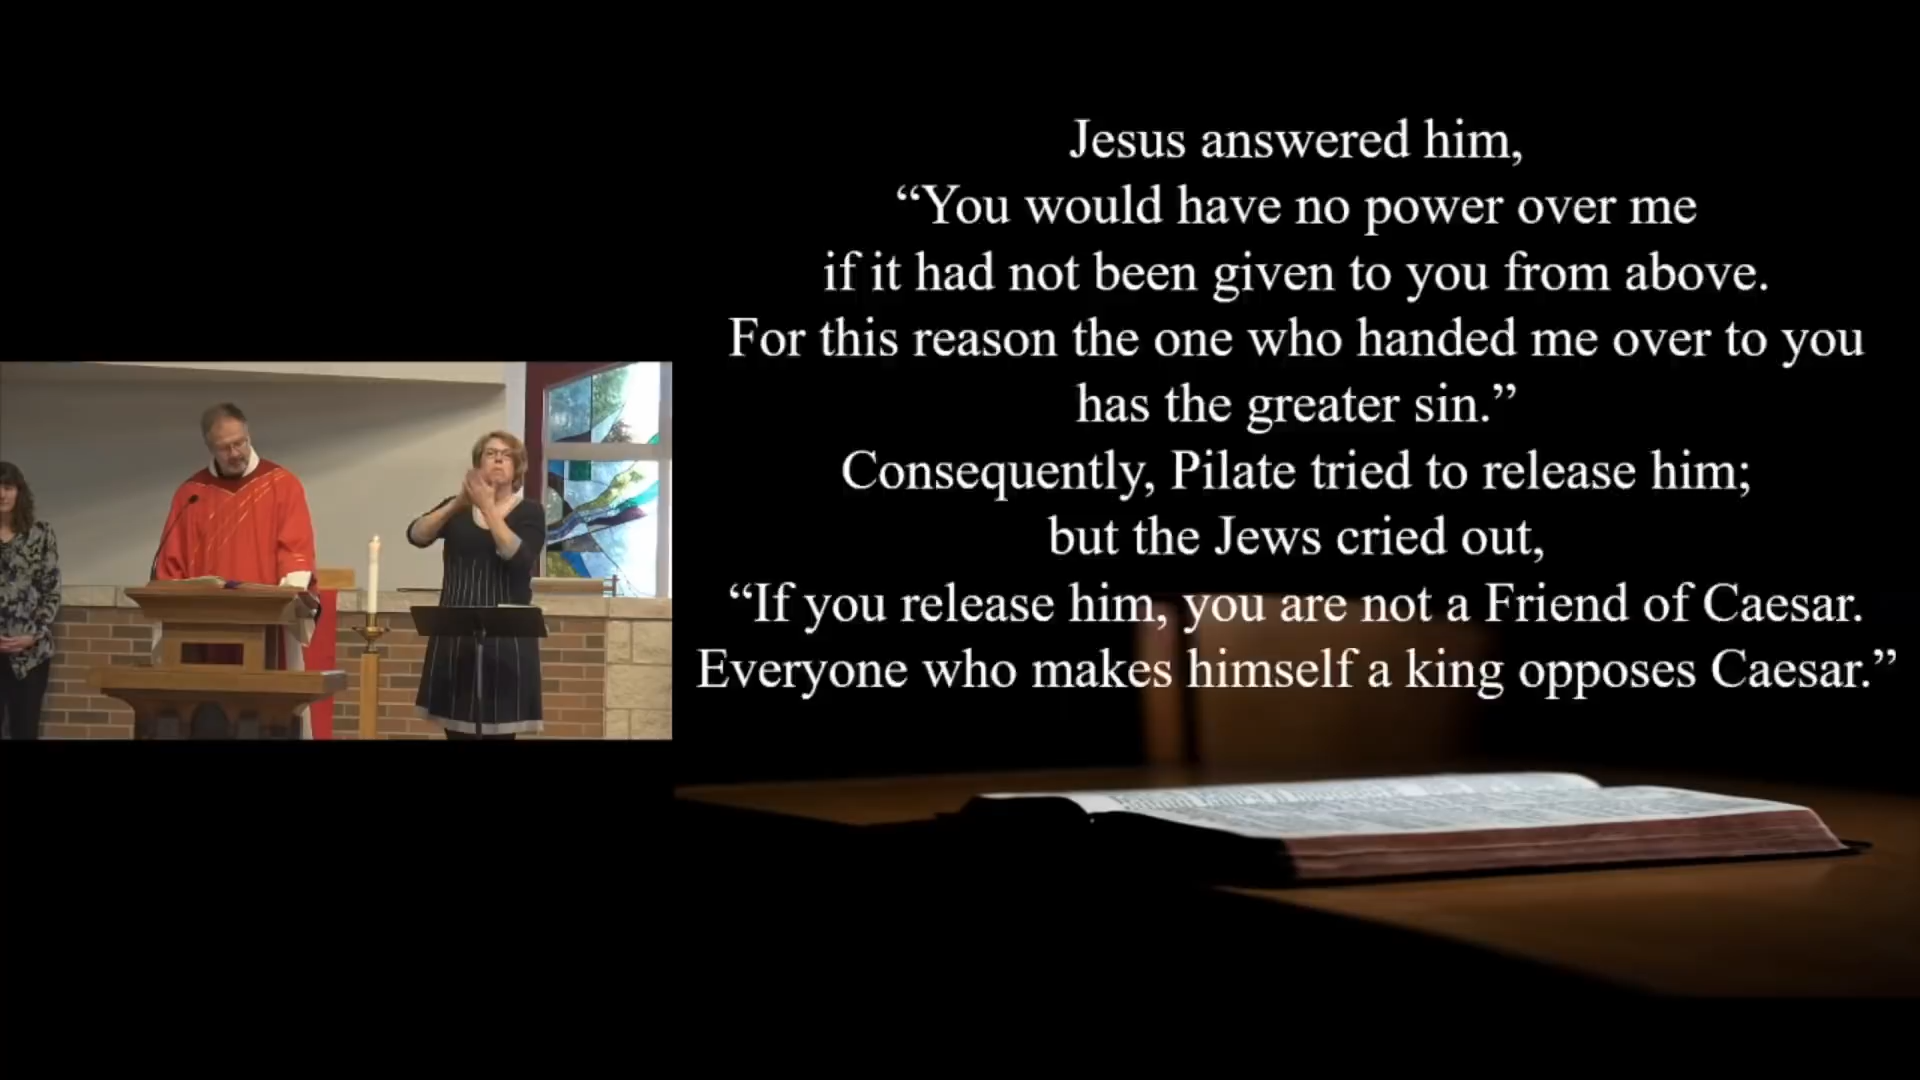 Jesus answered him,
“You would have no power over me
if it had not been given to you from above.
For this reason the one who handed me over to you
has the greater sin.”
Consequently, Pilate tried to release him;
but the Jews cried out,
“If you release him, you are not a Friend of Caesar.
Everyone who makes himself a king opposes Caesar.”